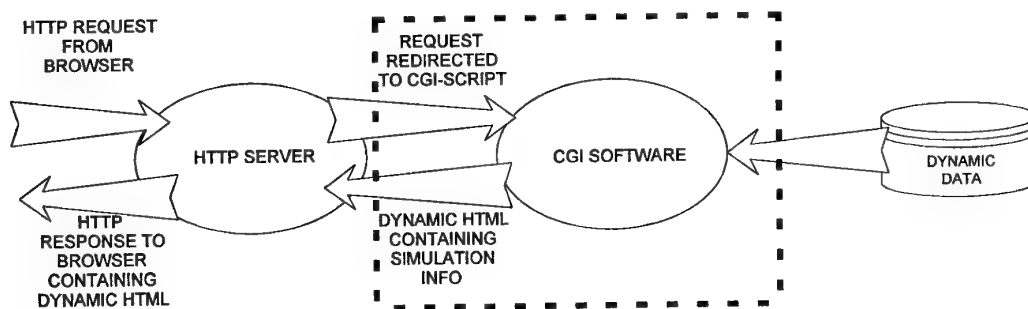 HTTP REQUEST
FROM
BROWSER
REQUEST
REDIRECTED
TO CGI-SCRIPT
HTTP SERVER
CGI SOFTWARE
DYNAMIC
DATA
HTTP
RESPONSE TO
BROWSER
CONTAINING
DYNAMIC HTML
DYNAMIC HTML
CONTAINING
SIMULATION
INFO